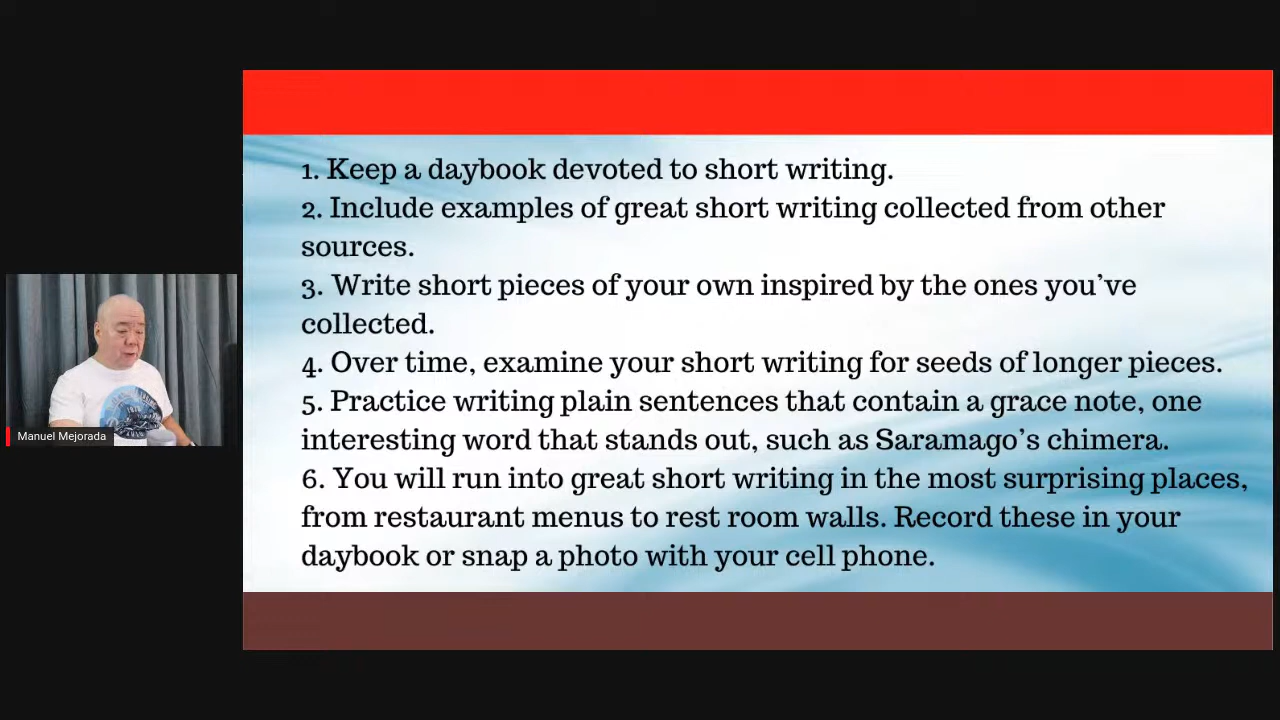 1. Keep a daybook devoted to short writing.
2. Include examples of great short writing collected from other
sources.
3. Write short pieces of your own inspired by the ones you’ve
collected.
4. Over time, examine your short writing for seeds of longer pieces.
5. Practice writing plain sentences that contain a grace note, one
interesting word that stands out, such as Saramago’s chimera.
6. You will run into great short writing in the most surprising places,
from restaurant menus to rest room walls. Record these in your
daybook or snap a photo with your cell phone.
Manuel Mejorada